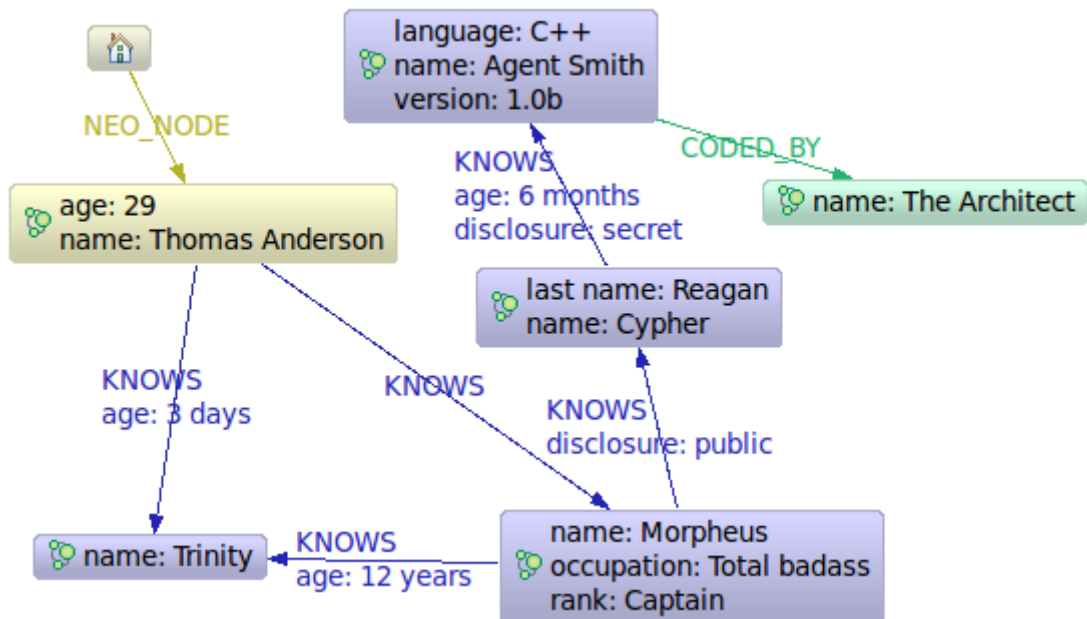 language: C++
name: Agent Smith
version: 1.0b
NEO_NODE
CODED_BY
KNOWS
age: 6 months
disclosure: secret
age: 29
name: Thomas Anderson
name: The Architect
last name: Reagan
name: Cypher
KNOWS
age: 3 days
KNOWS
KNOWS
disclosure: public
name: Trinity
KNOWS
age: 12 years
name: Morpheus
occupation: Total badass
rank: Captain